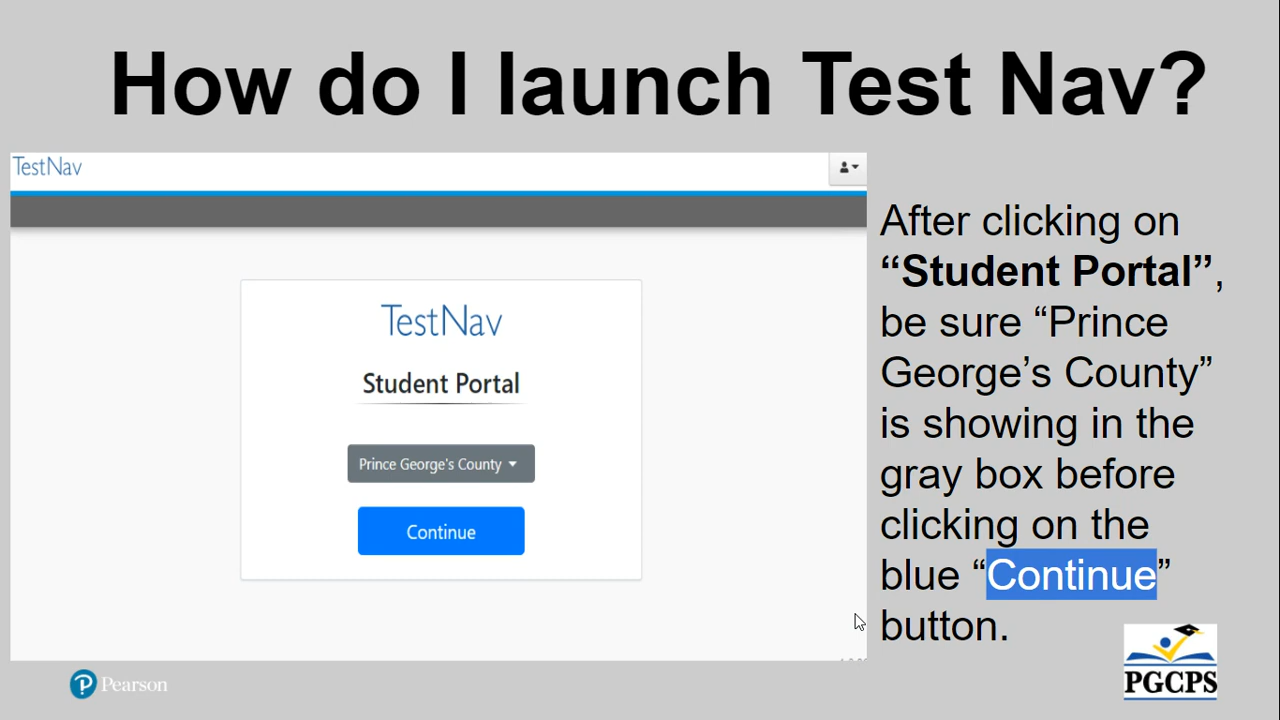 How do I launch Test Nav?
TestNav
TestNav
Student Portal
Prince George's County
Continue
After clicking on
“Student Portal”,
be sure “Prince
George’s County”
is showing in the
gray box before
clicking on the
blue “Continue”
button.
Pearson
PGCPS